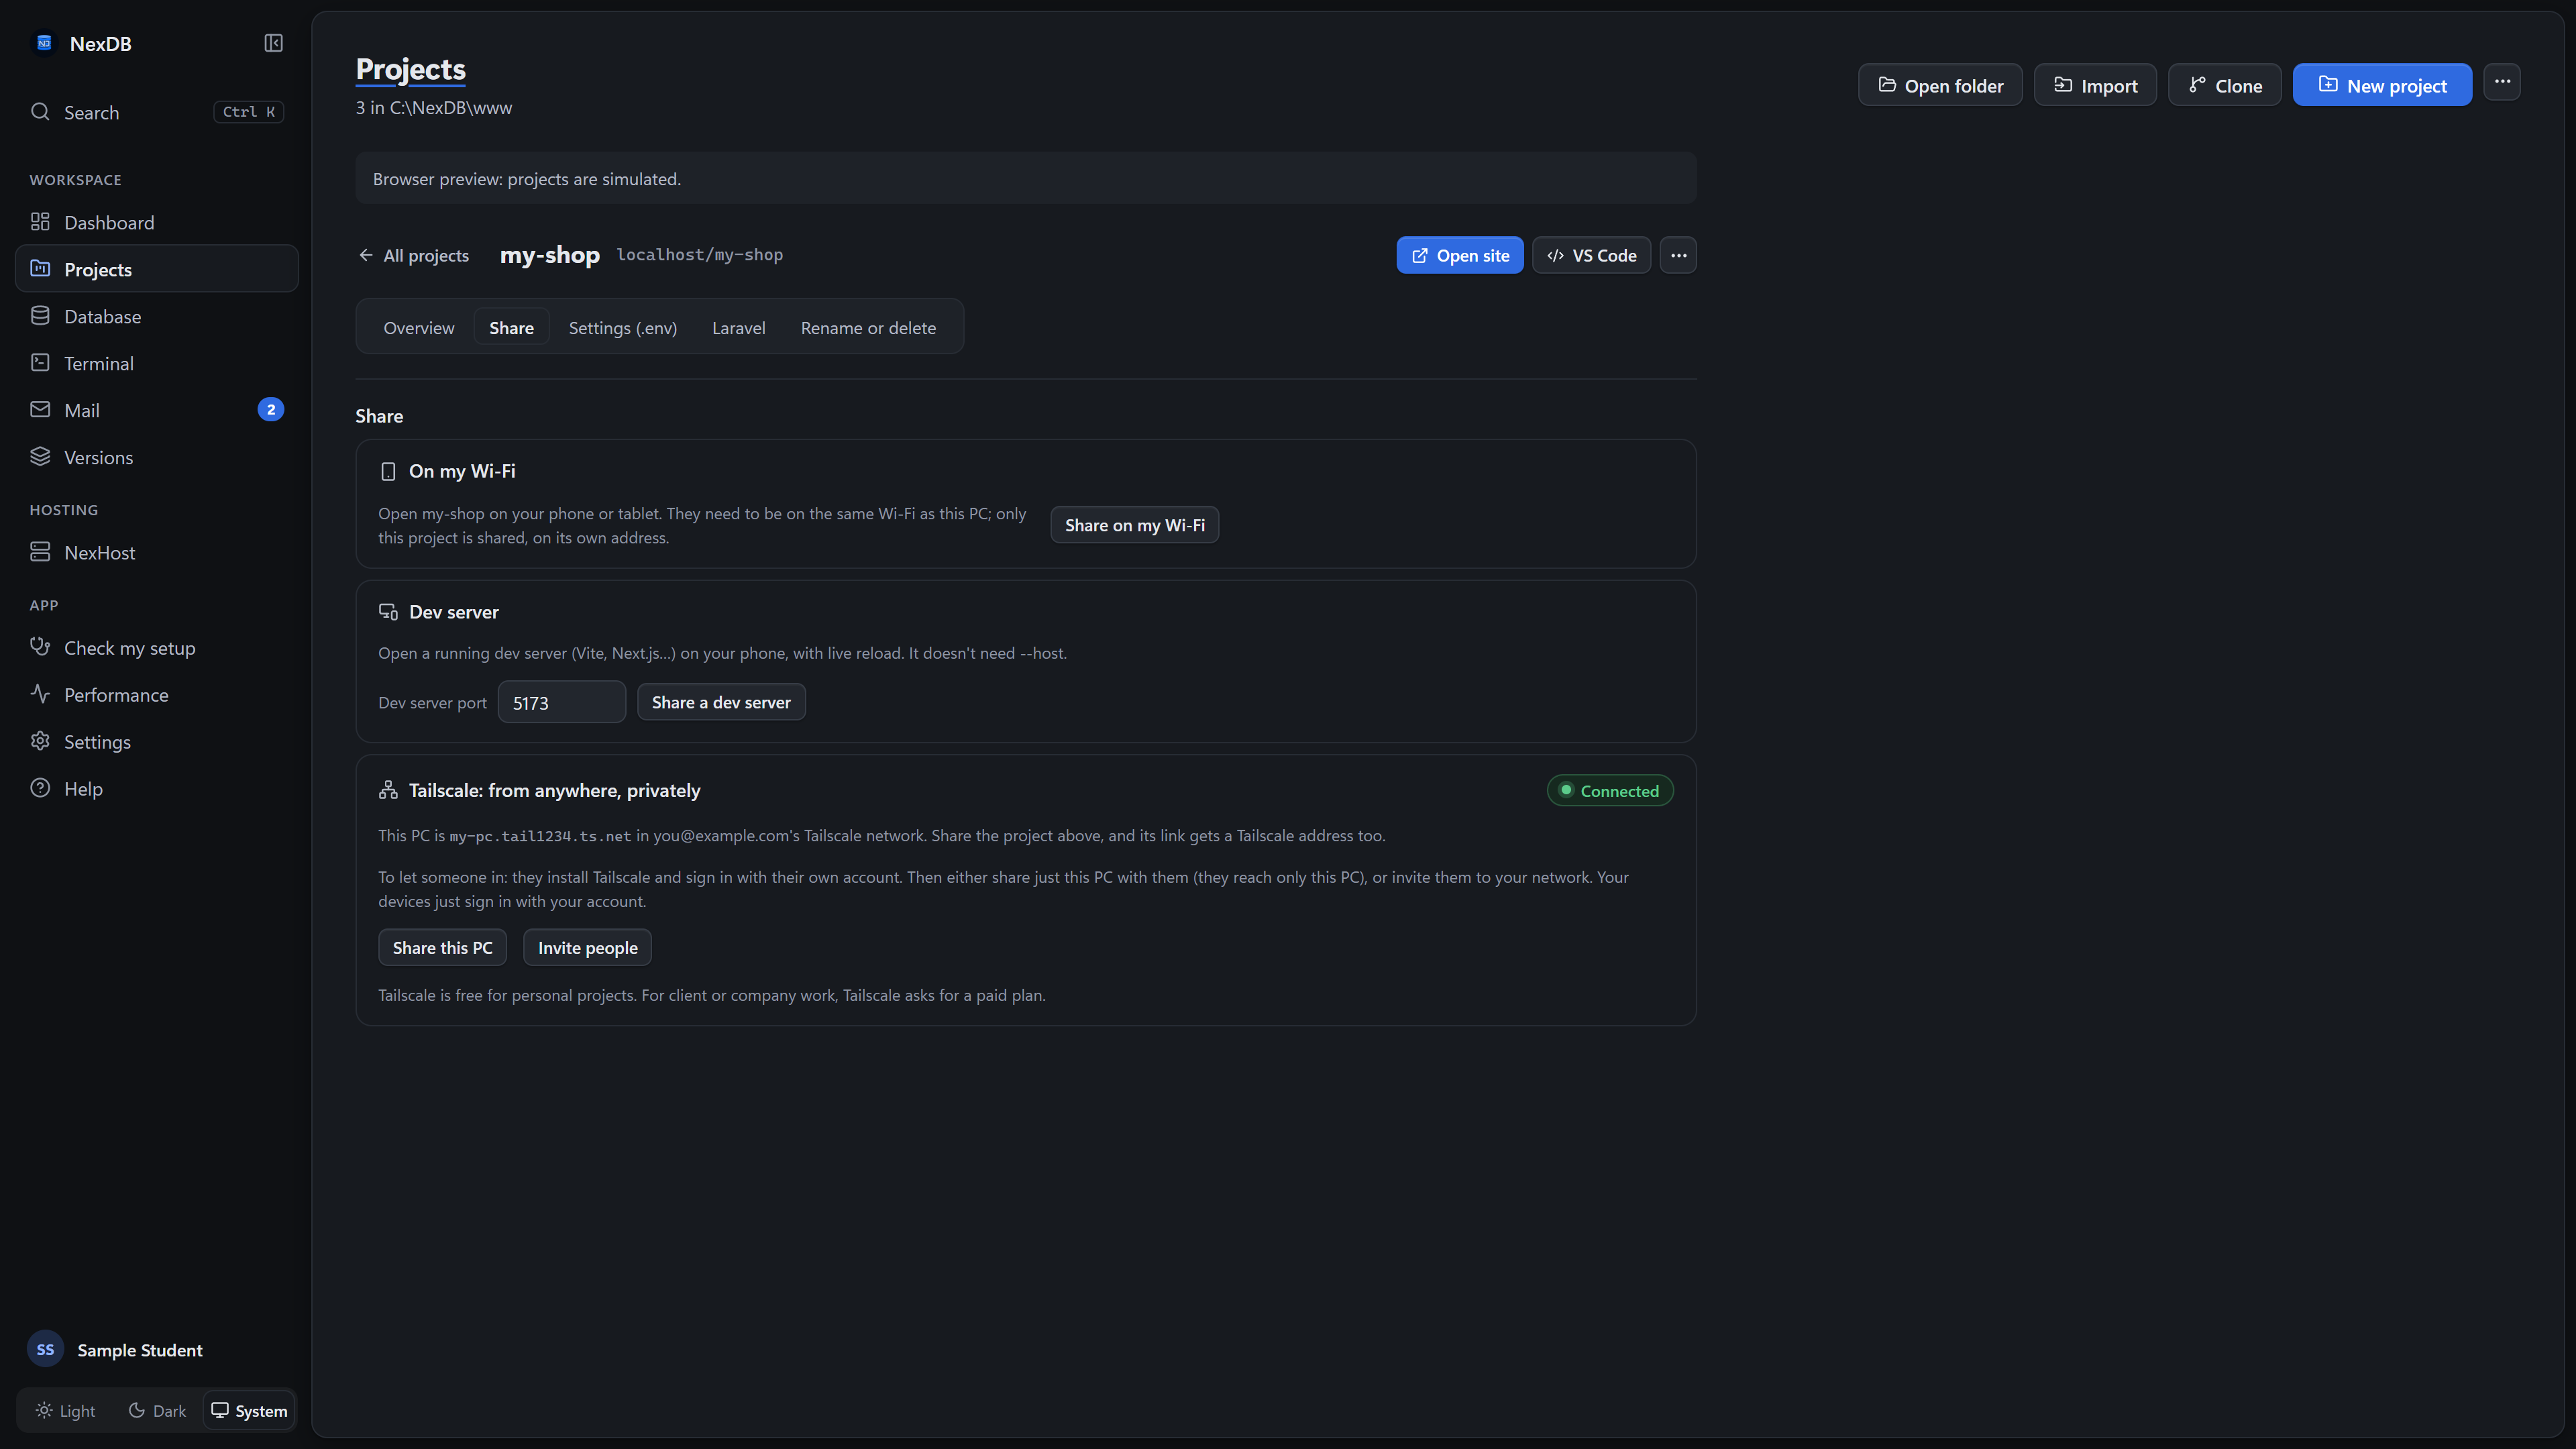 NexDB
Search Ctrl K
WORKSPACE
Dashboard
Projects
Database
Terminal
Mail 2
Versions
HOSTING
NexHost
APP
Check my setup
Performance
Settings
Help
SS Sample Student
Light Dark System
Projects
3 in C:\NexDB\www
Open folder Import Clone New project
Browser preview: projects are simulated.
All projects my-shop localhost/my-shop Open site VS Code
Overview Share Settings (.env) Laravel Rename or delete
Share
On my Wi-Fi
Open my-shop on your phone or tablet. They need to be on the same Wi-Fi as this PC; only
this project is shared, on its own address.
Share on my Wi-Fi
Dev server
Open a running dev server (Vite, Next.js...) on your phone, with live reload. It doesn't need --host.
Dev server port 5173 Share a dev server
Tailscale: from anywhere, privately Connected
This PC is my-pc.tail1234.ts.net in you@example.com's Tailscale network. Share the project above, and its link gets a Tailscale address too.
To let someone in: they install Tailscale and sign in with their own account. Then either share just this PC with them (they reach only this PC), or invite them to your network. Your
devices just sign in with your account.
Share this PC Invite people
Tailscale is free for personal projects. For client or company work, Tailscale asks for a paid plan.